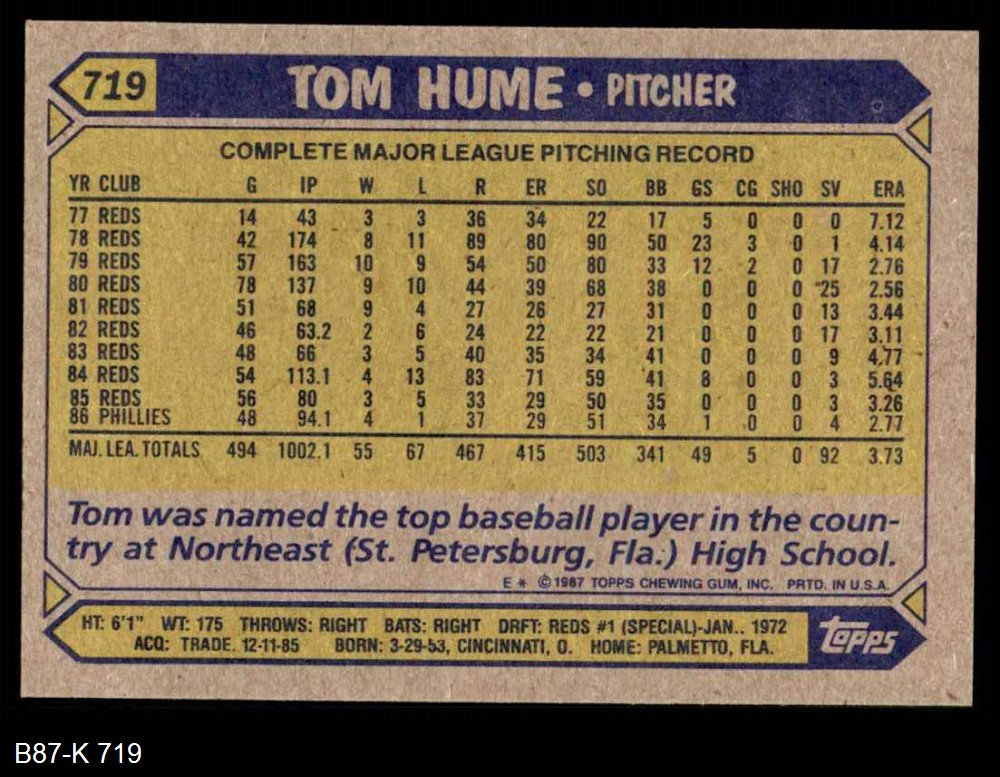 719 TOM HUME • PITCHER
COMPLETE MAJOR LEAGUE PITCHING RECORD
YR CLUB G IP W L R ER SO BB GS CG SHO SV ERA
77 REDS 14 43 3 3 36 34 22 17 5 0 0 0 7.12
78 REDS 42 174 8 11 89 80 90 50 23 3 0 1 4.14
79 REDS 57 163 10 9 54 50 80 33 12 2 0 17 2.76
80 REDS 78 137 9 10 44 39 68 38 0 0 0 25 2.56
81 REDS 51 68 9 4 27 26 27 31 0 0 0 13 3.44
82 REDS 46 63.2 2 6 24 22 22 21 0 0 0 17 3.11
83 REDS 48 66 3 5 40 35 34 41 0 0 0 9 4.77
84 REDS 54 113.1 4 13 83 71 59 41 8 0 0 3 5.64
85 REDS 56 80 3 5 33 29 50 35 0 0 0 3 3.26
86 PHILLIES 48 94.1 4 1 37 29 51 34 1 0 0 4 2.77
MAJ. LEA. TOTALS 494 1002.1 55 67 467 415 503 341 49 5 0 92 3.73
Tom was named the top baseball player in the coun-
try at Northeast (St. Petersburg, Fla.) High School.
E * © 1987 TOPPS CHEWING GUM, INC. PRTD. IN U.S.A.
HT: 6'1" WT: 175 THROWS: RIGHT BATS: RIGHT DRFT: REDS #1 (SPECIAL)-JAN.. 1972
ACQ: TRADE. 12-11-85 BORN: 3-29-53, CINCINNATI, O. HOME: PALMETTO, FLA.
topps
B87-K 719